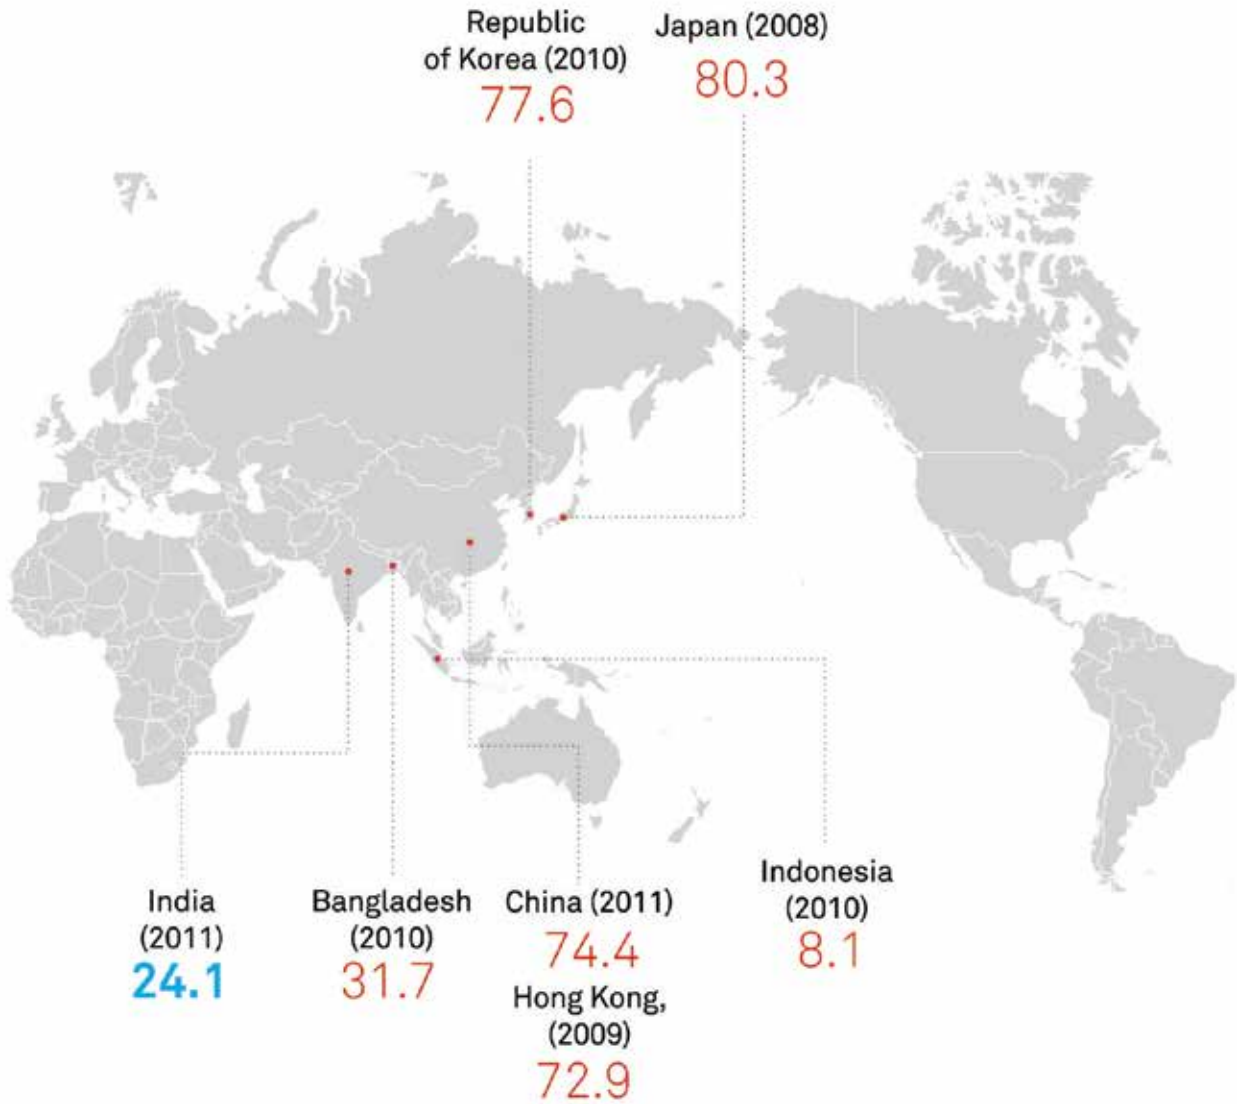 Republic
of Korea (2010)
77.6
Japan (2008)
80.3
India
(2011)
24.1
Bangladesh
(2010)
31.7
China (2011)
74.4
Hong Kong,
(2009)
72.9
Indonesia
(2010)
8.1